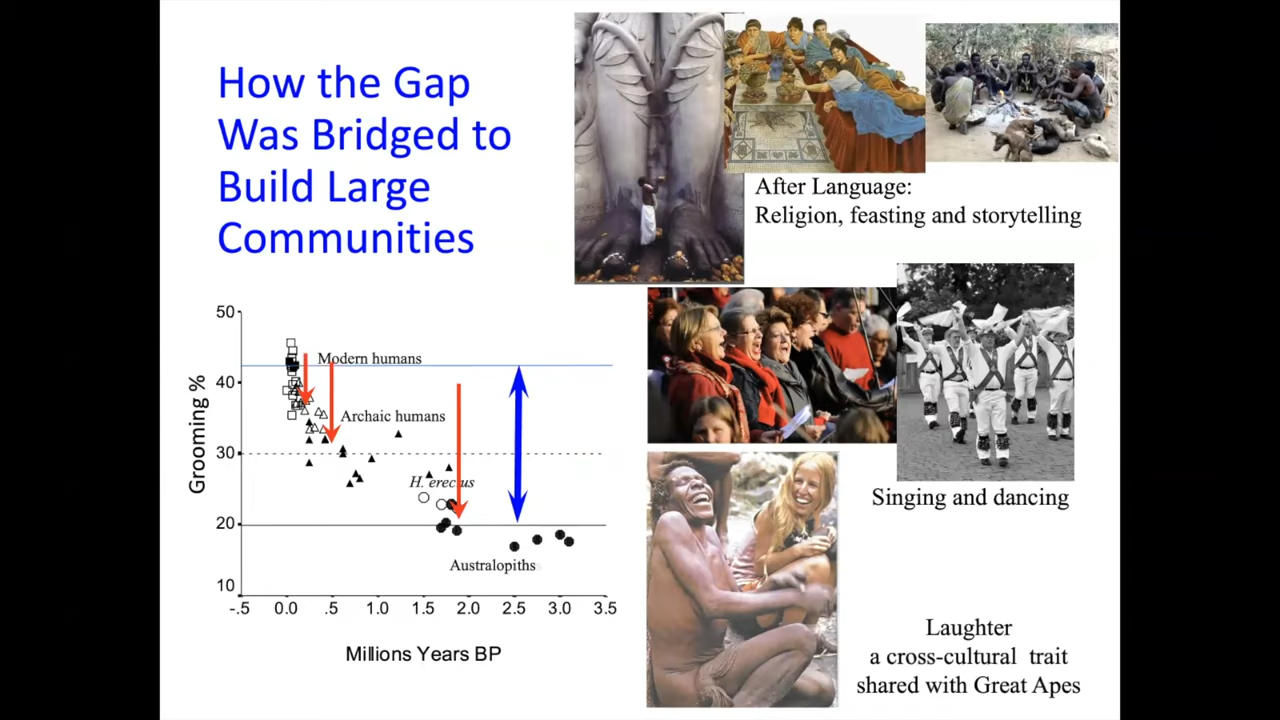 How the Gap
Was Bridged to
Build Large
Communities
After Language:
Religion, feasting and storytelling
Singing and dancing
Laughter
a cross-cultural trait
shared with Great Apes
Grooming %
50
40
30
20
10
Modern humans
Archaic humans
H. erectus
Australopiths
-.5 0.0 .5 1.0 1.5 2.0 2.5 3.0 3.5
Millions Years BP